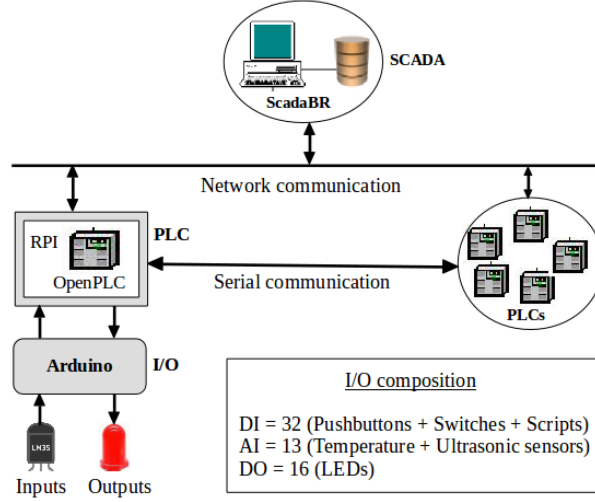 SCADA
ScadaBR
Network communication
RPI
PLC
OpenPLC
Serial communication
PLCs
Arduino
I/O
LM35
Inputs
Outputs
I/O composition
DI = 32 (Pushbuttons + Switches + Scripts)
AI = 13 (Temperature + Ultrasonic sensors)
DO = 16 (LEDs)